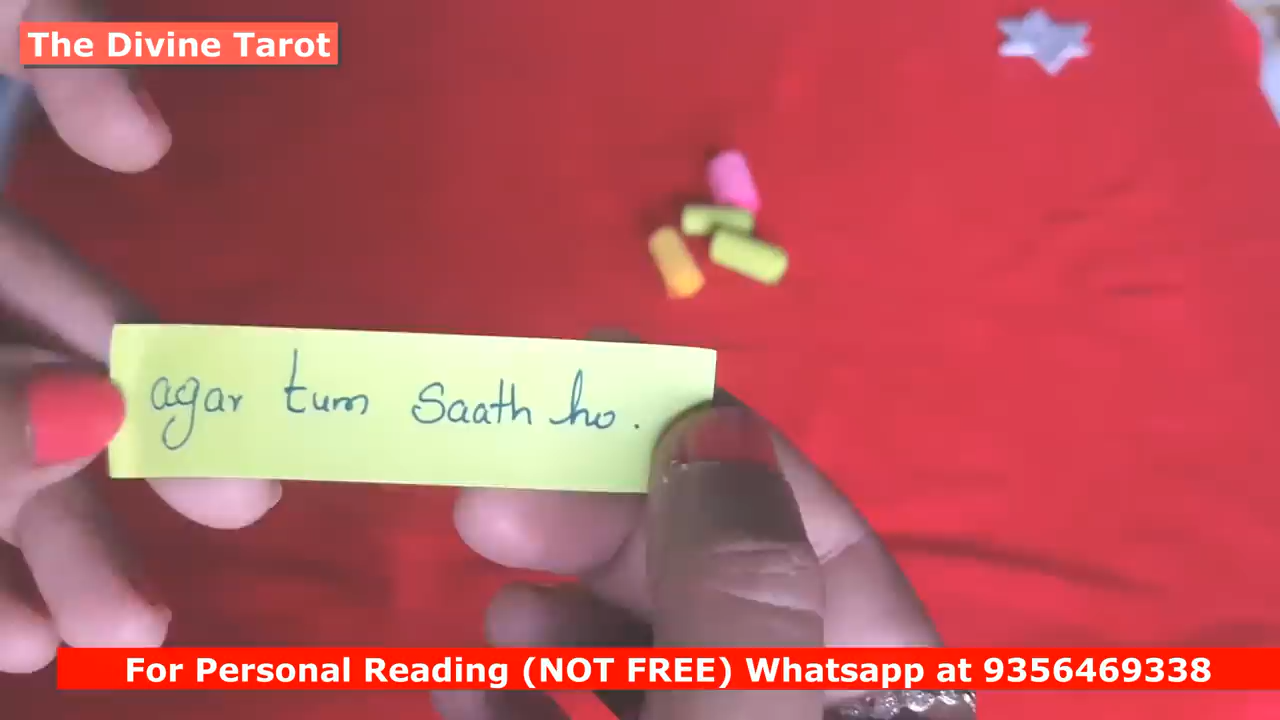 The Divine Tarot
agar tum saath ho.
For Personal Reading (NOT FREE) Whatsapp at 9356469338